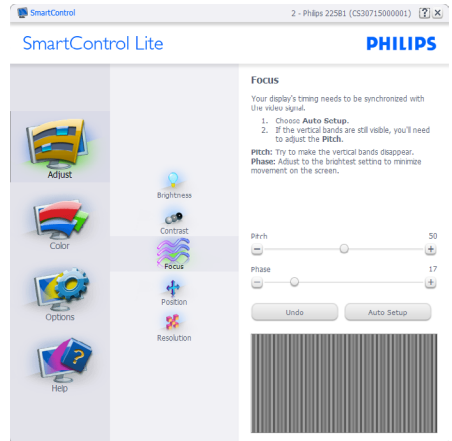 SmartControl
2 - Philips 225B1 (CS30715000001)
?
SmartControl Lite
PHILIPS
Focus
Your display's timing needs to be synchronized with
the video signal.
1. Choose Auto Setup.
2. If the vertical bands are still visible, you'll need
to adjust the Pitch.
Pitch: Try to make the vertical bands disappear.
Phase: Adjust to the brightest setting to minimize
movement on the screen.
Adjust
Color
Options
Help
Brightness
Contrast
Focus
Position
Resolution
Pitch 50
Phase 17
Undo
Auto Setup